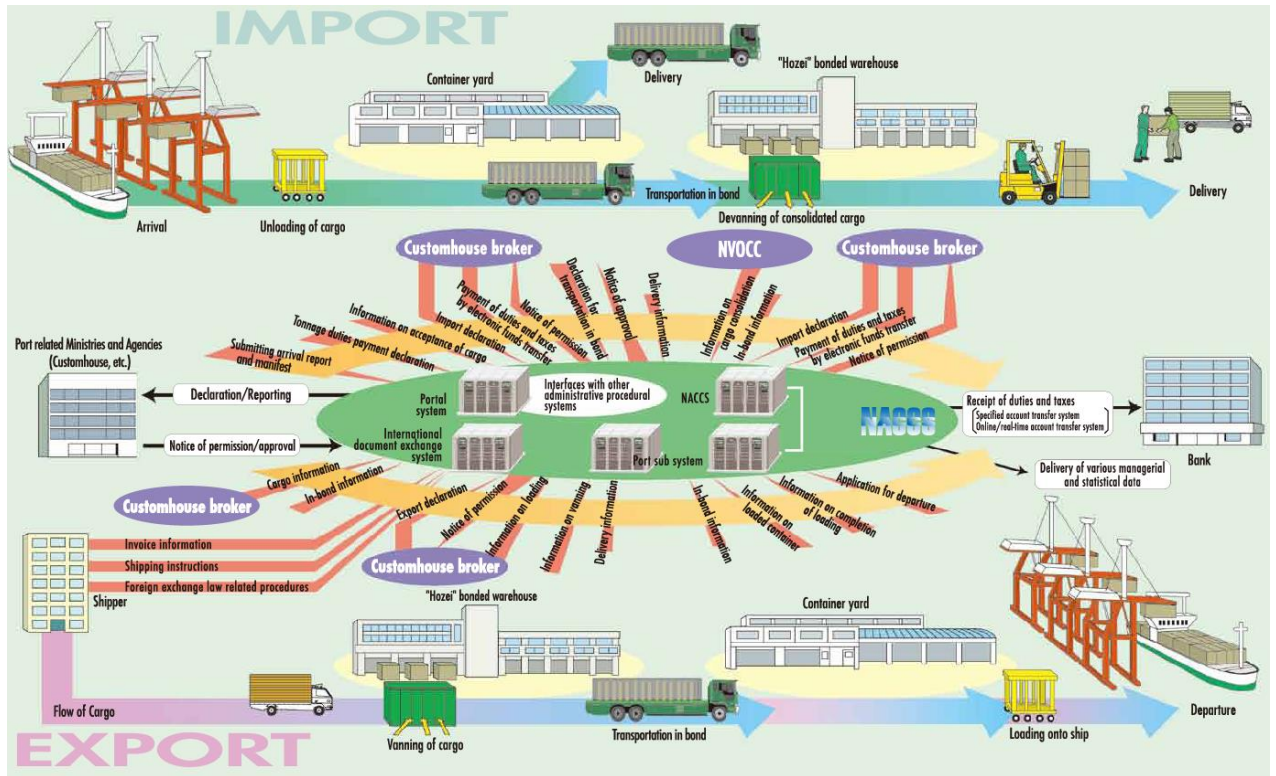 IMPORT
"Hozei" bonded warehouse
Container yard
Delivery
Transportation in bond
Devanning of consolidated cargo
Delivery
Arrival
Unloading of cargo
Customhouse broker
NVOCC
Customhouse broker
Submitting arrival report
and manifest
Tonnage duties payment declaration
Information on acceptance of cargo
Import declaration
Payment of duties and taxes
by electronic funds transfer
Notice of permission
Declaration for
transportation in bond
Notice of approval
Delivery information
Information on
cargo consolidation
In-bond information
Import declaration
Payment of duties and taxes
by electronic funds transfer
Notice of permission
Port related Ministries and Agencies
(Customhouse, etc.)
Declaration/Reporting
Notice of permission/approval
Portal
system
Interfaces with other
administrative procedural
systems
NACCS
International
document exchange
system
Port sub system
NACCS
Receipt of duties and taxes
Specified account transfer system
Online/real-time account transfer system
Bank
Delivery of various managerial
and statistical data
Customhouse broker
Cargo information
In-bond information
Export declaration
Notice of permission
Information on loading
Information on vanning
Delivery information
In-bond information
Information on
loaded container
Information on completion
of loading
Application for departure
Invoice information
Shipping instructions
Foreign exchange law related procedures
Shipper
Customhouse broker
"Hozei" bonded warehouse
Container yard
Flow of Cargo
Vanning of cargo
Transportation in bond
Loading onto ship
Departure
EXPORT